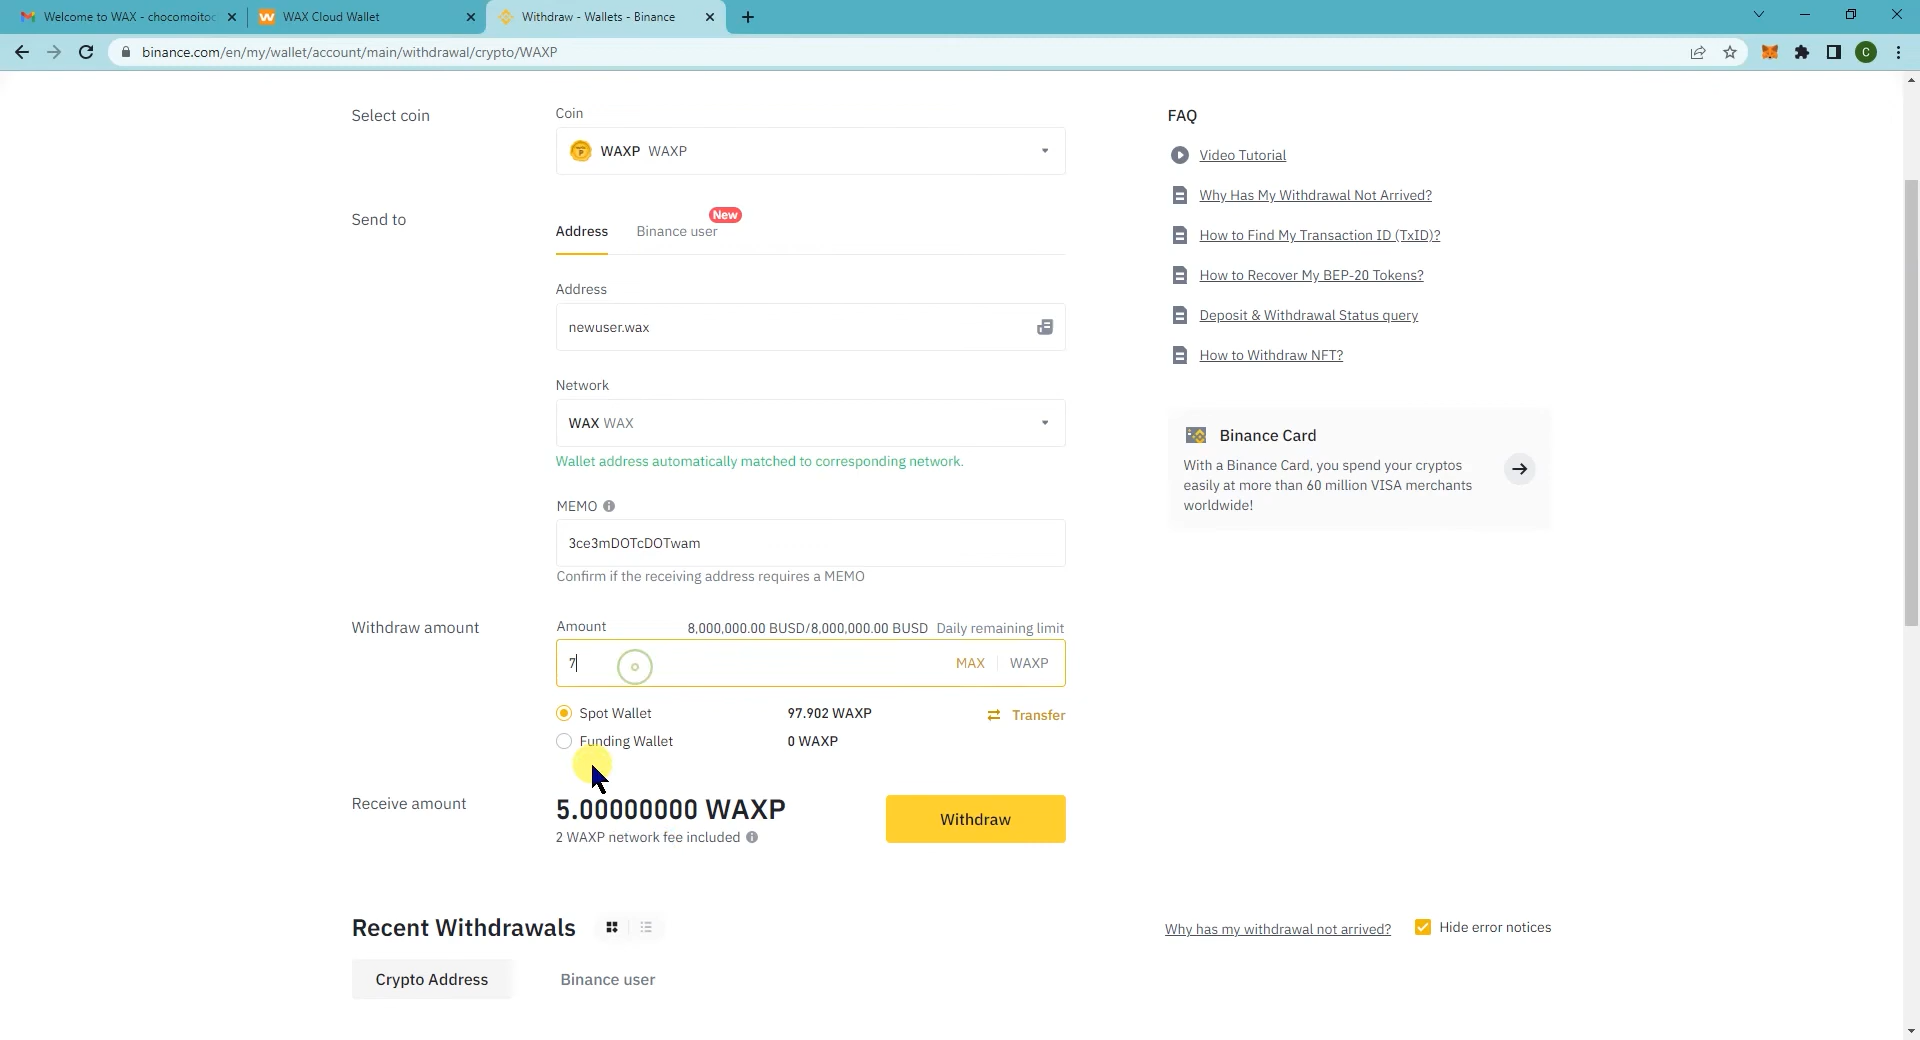 Welcome to WAX - chocomoitoc
WAX Cloud Wallet
Withdraw - Wallets - Binance
binance.com/en/my/wallet/account/main/withdrawal/crypto/WAXP
C
Select coin
Coin
WAXP WAXP
Send to
Address
Binance user
New
Address
newuser.wax
Network
WAX WAX
Wallet address automatically matched to corresponding network.
MEMO
3ce3mDOTcDOTwam
Confirm if the receiving address requires a MEMO
Withdraw amount
Amount
8,000,000.00 BUSD/8,000,000.00 BUSD Daily remaining limit
7
MAX
WAXP
Spot Wallet
97.902 WAXP
Transfer
Funding Wallet
0 WAXP
Receive amount
5.00000000 WAXP
2 WAXP network fee included
Withdraw
FAQ
Video Tutorial
Why Has My Withdrawal Not Arrived?
How to Find My Transaction ID (TxID)?
How to Recover My BEP-20 Tokens?
Deposit & Withdrawal Status query
How to Withdraw NFT?
Binance Card
With a Binance Card, you spend your cryptos
easily at more than 60 million VISA merchants
worldwide!
Recent Withdrawals
Why has my withdrawal not arrived?
Hide error notices
Crypto Address
Binance user